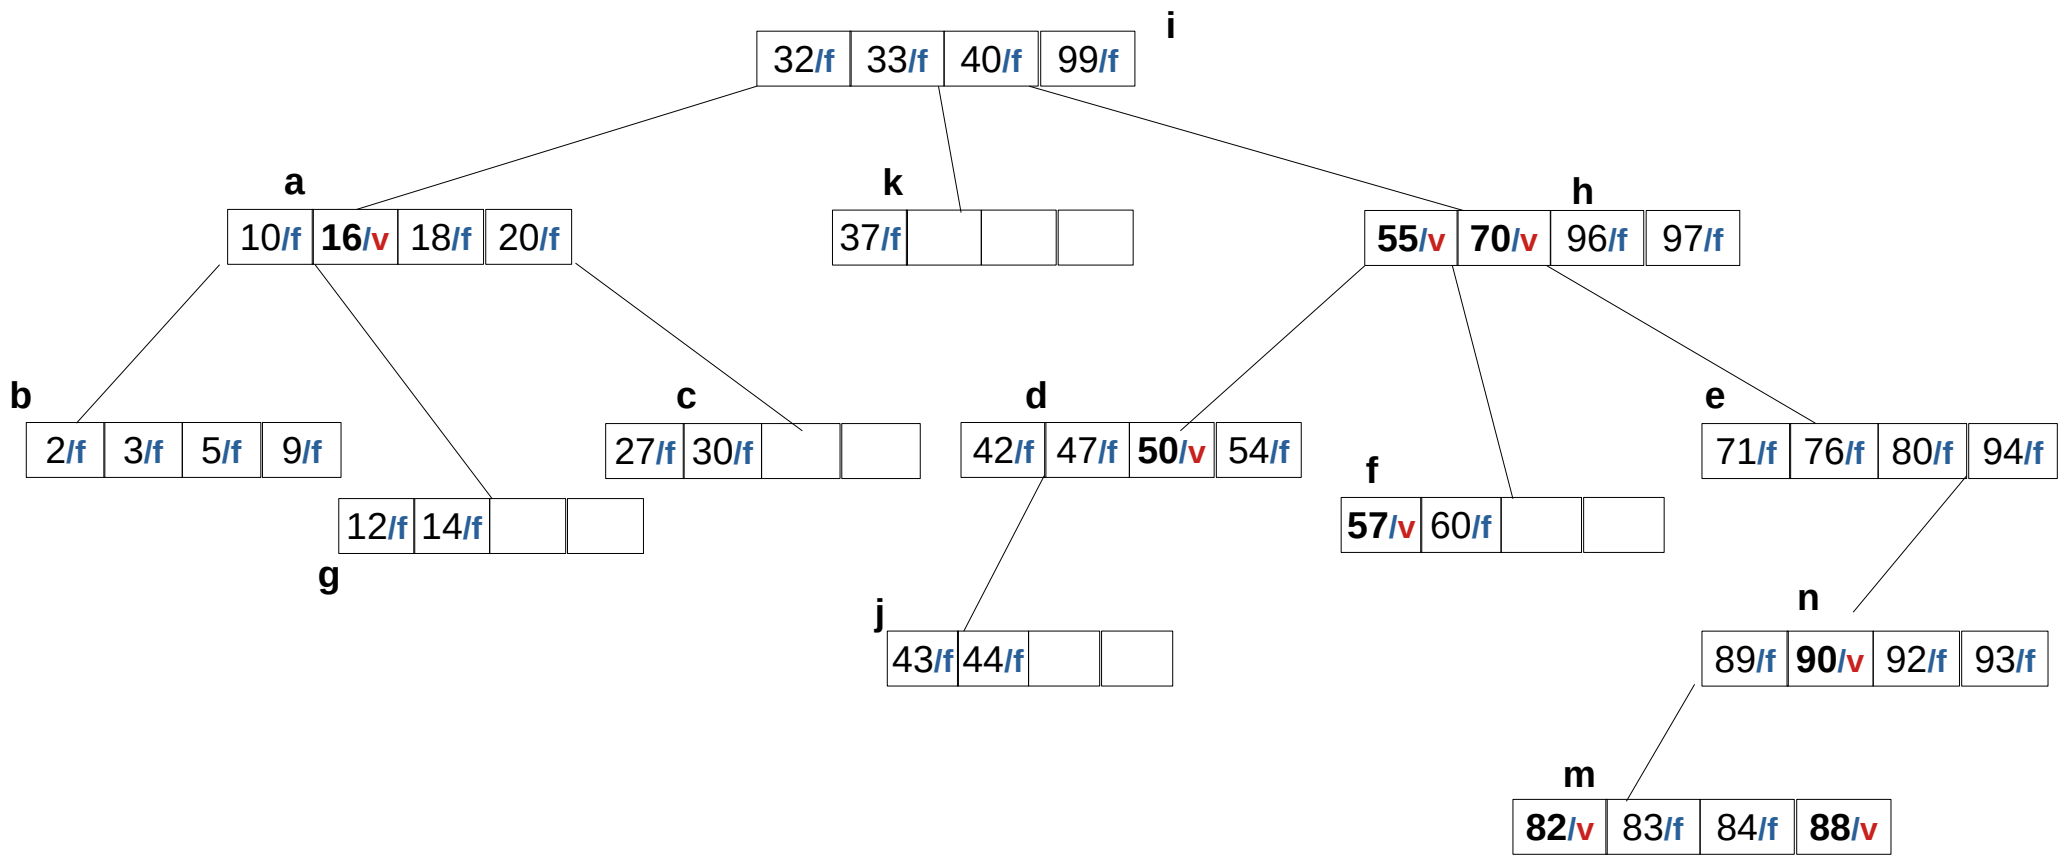 i
32/f 33/f 40/f 99/f
a k h
10/f 16/v 18/f 20/f 37/f 55/v 70/v 96/f 97/f
b c d e
2/f 3/f 5/f 9/f 27/f 30/f 42/f 47/f 50/v 54/f 71/f 76/f 80/f 94/f
f
12/f 14/f 57/v 60/f
g
j n
43/f 44/f 89/f 90/v 92/f 93/f
m
82/v 83/f 84/f 88/v